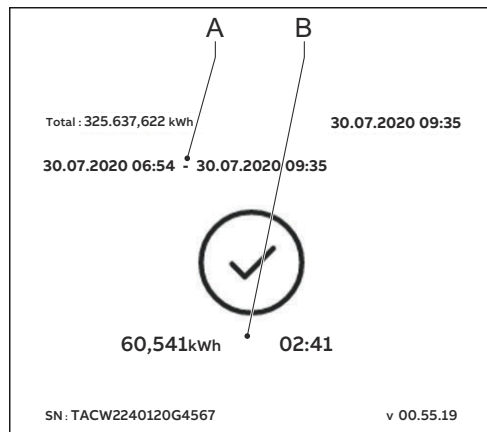 A B
Total : 325.637,622 kWh 30.07.2020 09:35
30.07.2020 06:54 - 30.07.2020 09:35
60,541kWh 02:41
SN: TACW2240120G4567 v 00.55.19